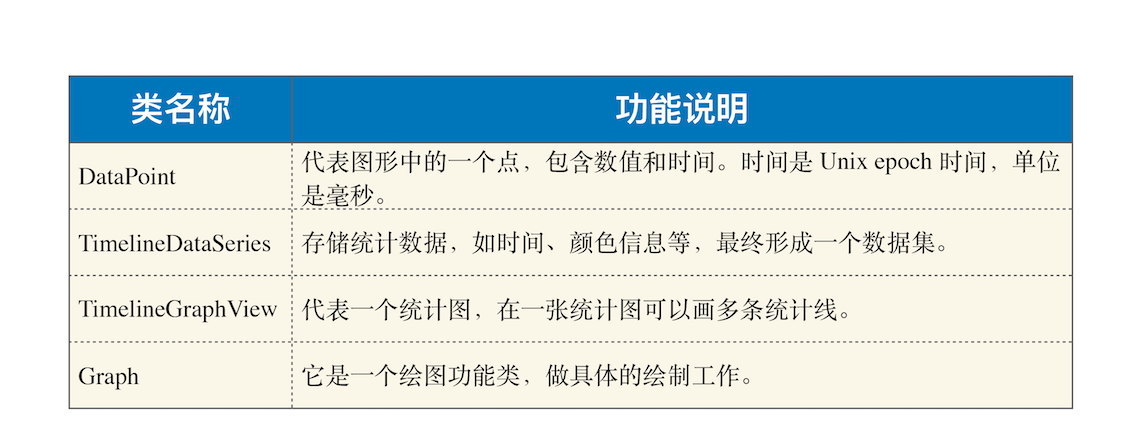 类名称 功能说明
DataPoint 代表图形中的一个点，包含数值和时间。时间是 Unix epoch 时间，单位
是毫秒。
TimelineDataSeries 存储统计数据，如时间、颜色信息等，最终形成一个数据集。
TimelineGraphView 代表一个统计图，在一张统计图可以画多条统计线。
Graph 它是一个绘图功能类，做具体的绘制工作。